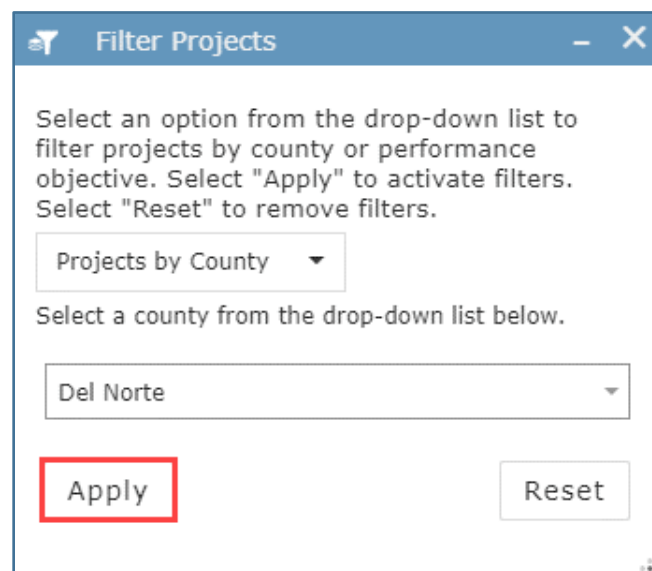 Filter Projects
Select an option from the drop-down list to
filter projects by county or performance
objective. Select "Apply" to activate filters.
Select "Reset" to remove filters.
Projects by County
Select a county from the drop-down list below.
Del Norte
Apply
Reset